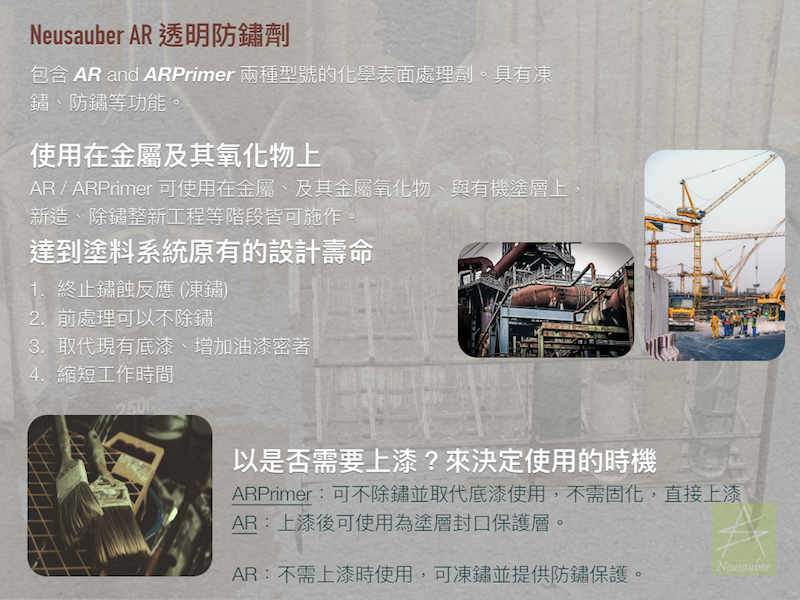 Neusauber AR 透明防鏽劑
包含 AR and ARPrimer 兩種型號的化學表面處理劑。具有凍
鏽、防鏽等功能。
使用在金屬及其氧化物上
AR / ARPrimer 可使用在金屬、及其金屬氧化物、與有機塗層上，
新造、除鏽整新工程等階段皆可施作。
達到塗料系統原有的設計壽命
1. 終止鏽蝕反應 (凍鏽)
2. 前處理可以不除鏽
3. 取代現有底漆、增加油漆密著
4. 縮短工作時間
以是否需要上漆？來決定使用的時機
ARPrimer：可不除鏽並取代底漆使用，不需固化，直接上漆
AR：上漆後可使用為塗層封口保護層。
AR：不需上漆時使用，可凍鏽並提供防鏽保護。
Neusauber